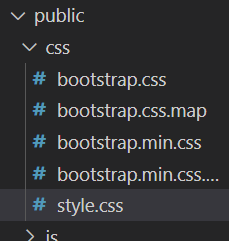 public
css
# bootstrap.css
# bootstrap.css.map
# bootstrap.min.css
# bootstrap.min.css....
# style.css
js